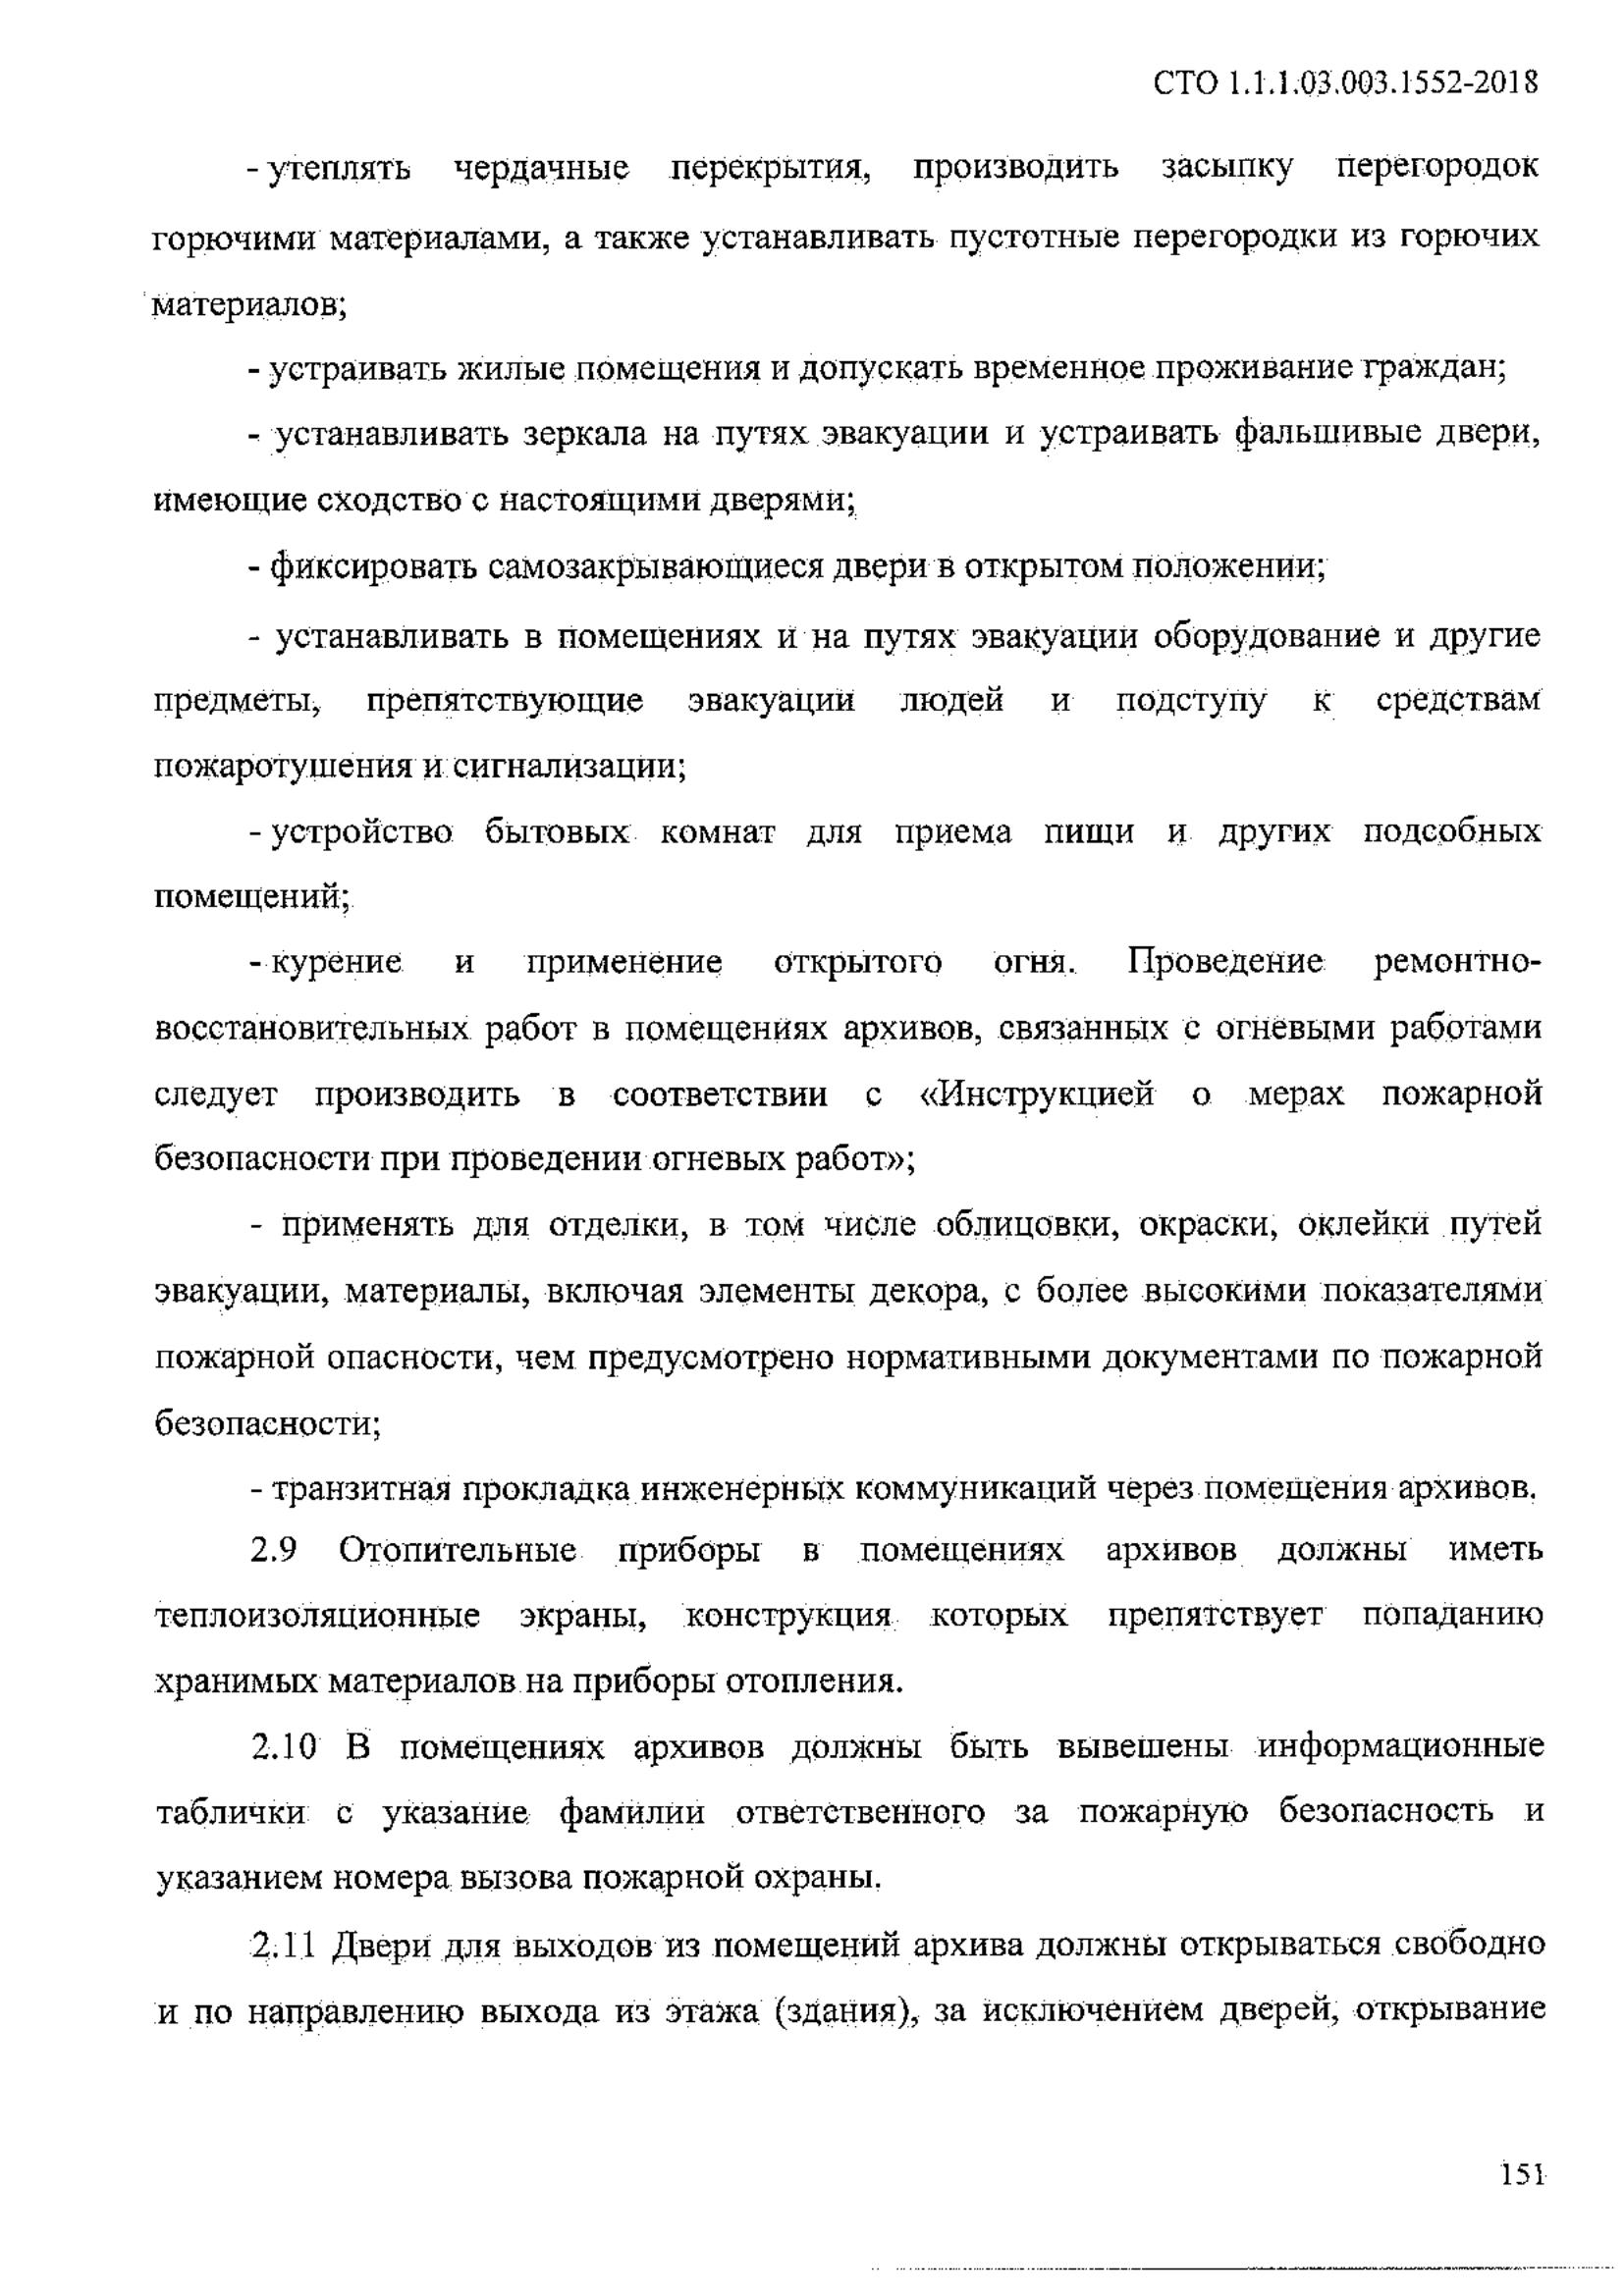 СТО 1.1.1.03.003.1552-2018
- утеплять чердачные перекрытия, производить засыпку перегородок
горючими материалами, а также устанавливать пустотные перегородки из горючих
материалов;
- устраивать жилые помещения и допускать временное проживание граждан;
- устанавливать зеркала на путях эвакуации и устраивать фальшивые двери,
имеющие сходство с настоящими дверями;
- фиксировать самозакрывающиеся двери в открытом положении;
- устанавливать в помещениях и на путях эвакуации оборудование и другие
предметы, препятствующие эвакуации людей и подступу к средствам
пожаротушения и сигнализации;
- устройство бытовых комнат для приема пищи и других подсобных
помещений;
- курение и применение открытого огня. Проведение ремонтно-
восстановительных работ в помещениях архивов, связанных с огневыми работами
следует производить в соответствии с «Инструкцией о мерах пожарной
безопасности при проведении огневых работ»;
- применять для отделки, в том числе облицовки, окраски, оклейки путей
эвакуации, материалы, включая элементы декора, с более высокими показателями
пожарной опасности, чем предусмотрено нормативными документами по пожарной
безопасности;
- транзитная прокладка инженерных коммуникаций через помещения архивов.
2.9 Отопительные приборы в помещениях архивов должны иметь
теплоизоляционные экраны, конструкция которых препятствует попаданию
хранимых материалов на приборы отопления.
2.10 В помещениях архивов должны быть вывешены информационные
таблички с указание фамилии ответственного за пожарную безопасность и
указанием номера вызова пожарной охраны.
2.11 Двери для выходов из помещений архива должны открываться свободно
и по направлению выхода из этажа (здания), за исключением дверей, открывание
151